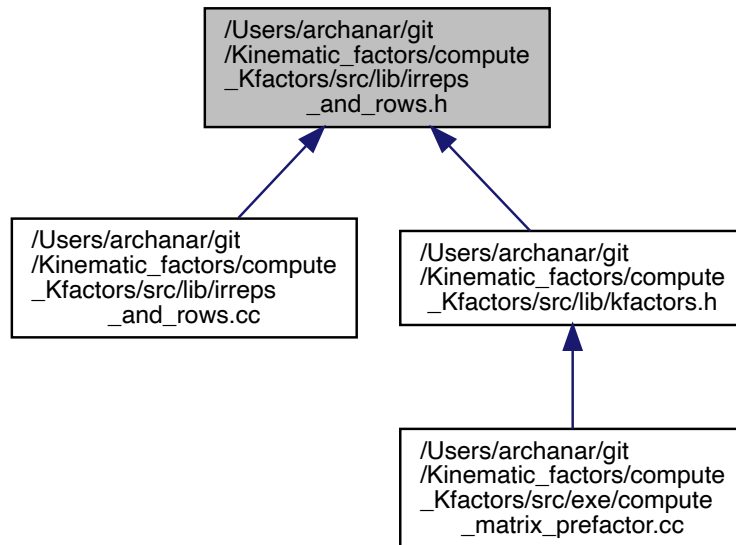 /Users/archanar/git
/Kinematic_factors/compute
_Kfactors/src/lib/irreps
_and_rows.h
/Users/archanar/git
/Kinematic_factors/compute
_Kfactors/src/lib/irreps
_and_rows.cc
/Users/archanar/git
/Kinematic_factors/compute
_Kfactors/src/lib/kfactors.h
/Users/archanar/git
/Kinematic_factors/compute
_Kfactors/src/exe/compute
_matrix_prefactor.cc